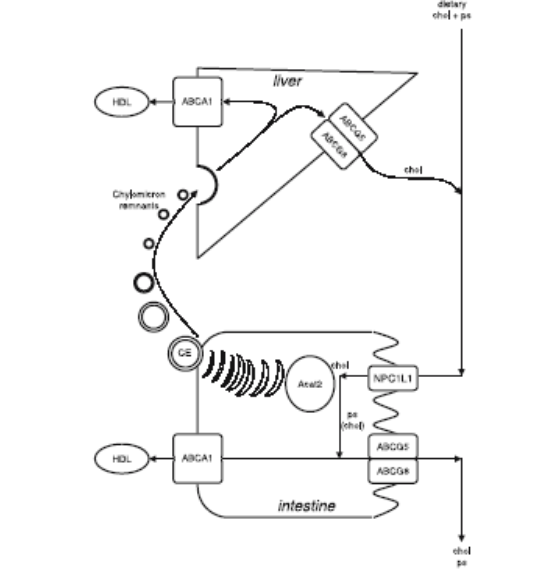 dietary
chol + ps
liver
HDL
ABCA1
ABCG5
ABCG8
chol
Chylomicron
remnants
CE
Acat2
chol
NPC1L1
ps
(chol)
HDL
ABCA1
ABCG5
ABCG8
intestine
chol
ps